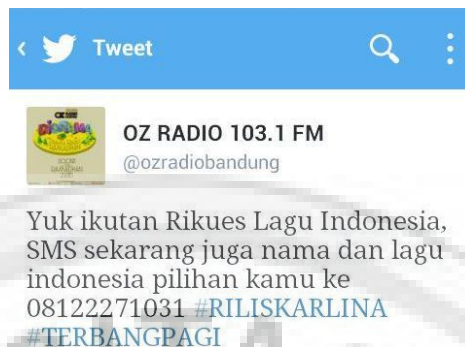 Tweet
OZ RADIO 103.1 FM
@ozradiobandung
Yuk ikutan Rikues Lagu Indonesia,
SMS sekarang juga nama dan lagu
indonesia pilihan kamu ke
08122271031 #RILISKARLINA
#TERBANGPAGI